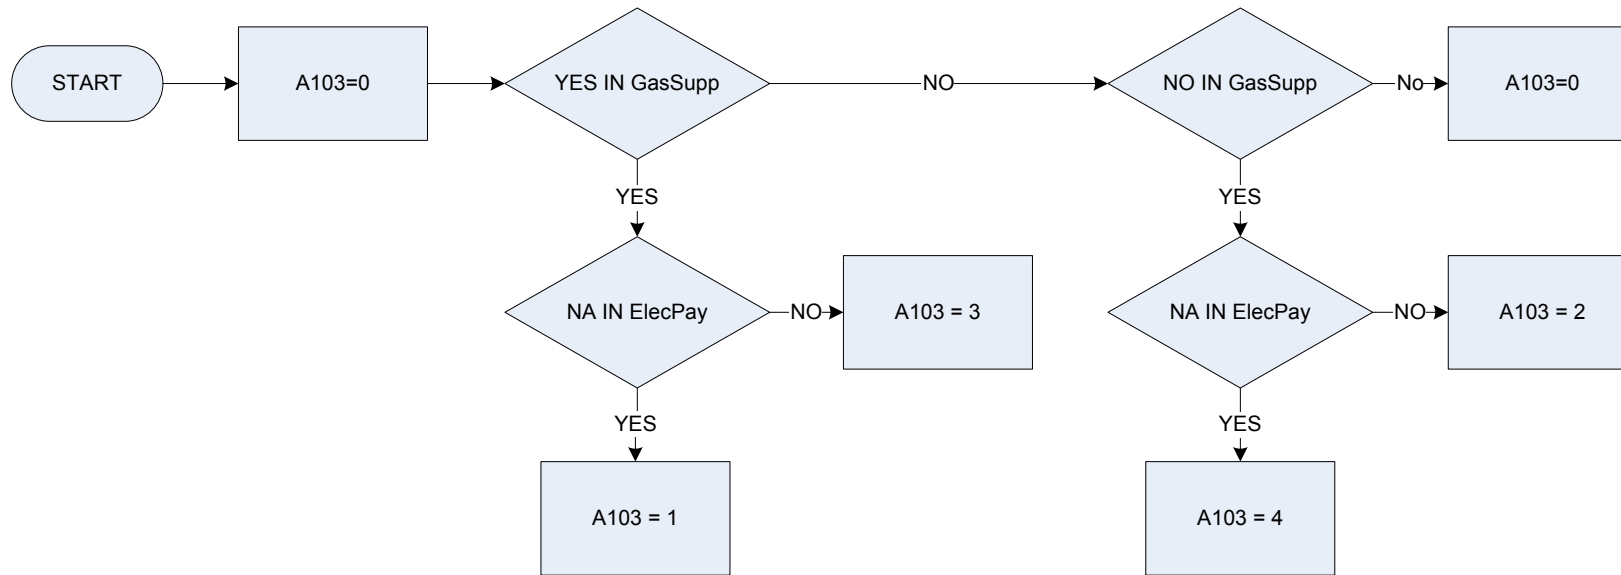 START
A103=0
YES IN GasSupp
NO
NO IN GasSupp
No
A103=0
YES
YES
NA IN ElecPay
NO
A103 = 3
NA IN ElecPay
NO
A103 = 2
YES
YES
A103 = 1
A103 = 4